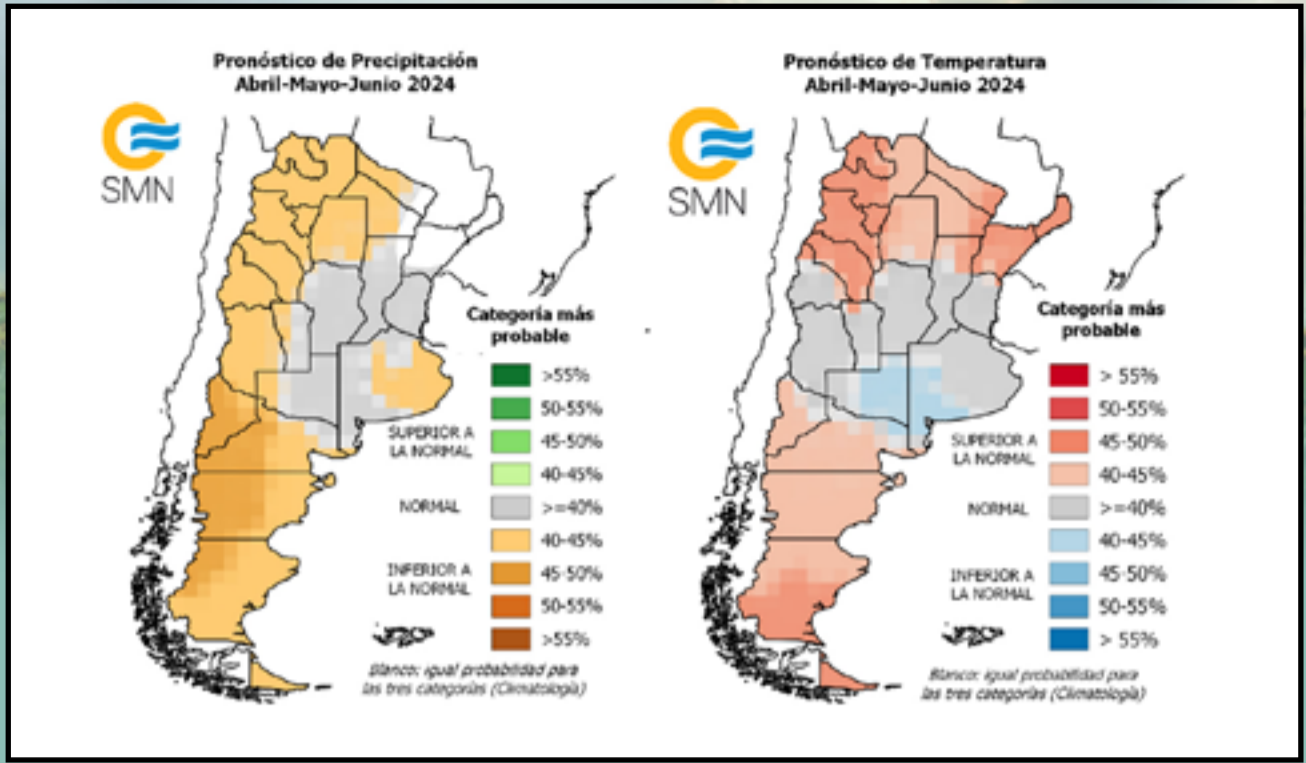 Pronóstico de Precipitación
Abril-Mayo-Junio 2024
SMN
Categoría más
probable
>55%
50-55%
SUPERIOR A
LA NORMAL
45-50%
40-45%
NORMAL
>=40%
40-45%
INFERIOR A
LA NORMAL
45-50%
50-55%
>55%
Blanco: igual probabilidad para
las tres categorías (Climatología)
Pronóstico de Temperatura
Abril-Mayo-Junio 2024
SMN
Categoría más
probable
> 55%
50-55%
SUPERIOR A
LA NORMAL
45-50%
40-45%
NORMAL
>=40%
40-45%
INFERIOR A
LA NORMAL
45-50%
50-55%
> 55%
Blanco: igual probabilidad para
las tres categorías (Climatología)